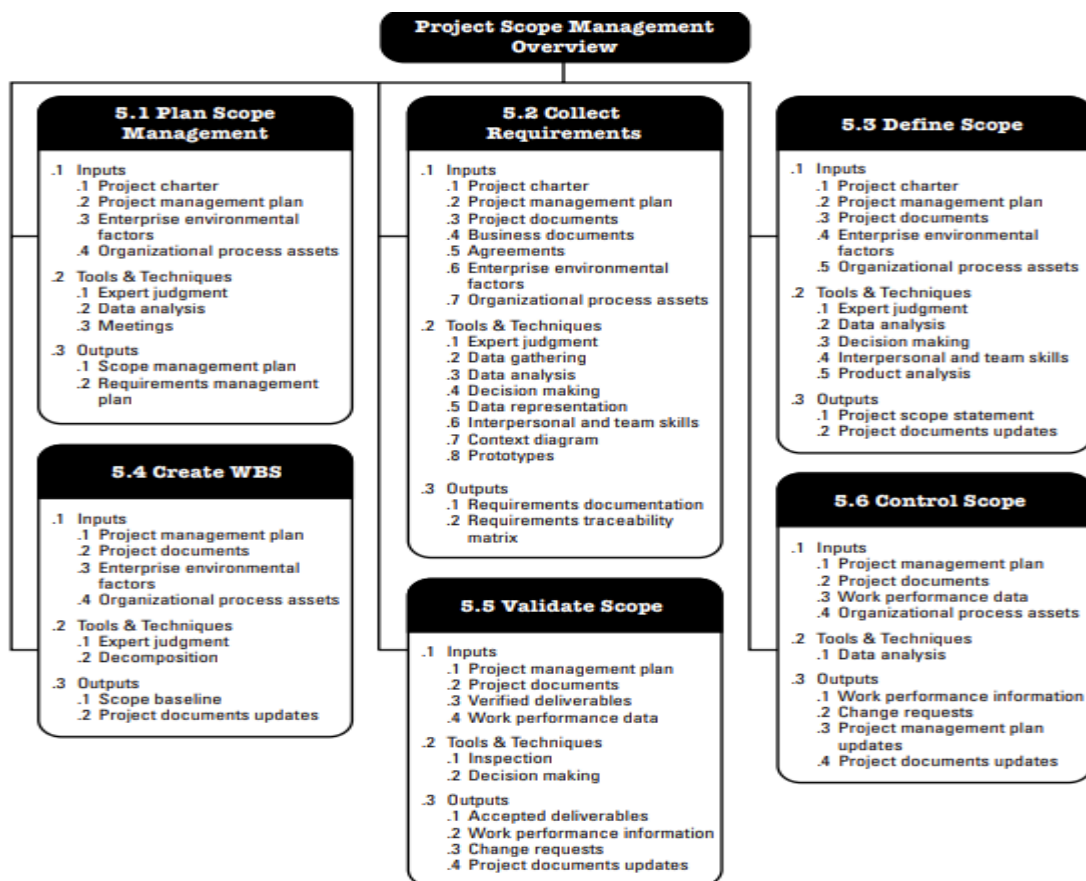 Project Scope Management
Overview
5.1 Plan Scope
Management
.1 Inputs
.1 Project charter
.2 Project management plan
.3 Enterprise environmental
factors
.4 Organizational process assets
.2 Tools & Techniques
.1 Expert judgment
.2 Data analysis
.3 Meetings
.3 Outputs
.1 Scope management plan
.2 Requirements management
plan
5.2 Collect
Requirements
.1 Inputs
.1 Project charter
.2 Project management plan
.3 Project documents
.4 Business documents
.5 Agreements
.6 Enterprise environmental
factors
.7 Organizational process assets
.2 Tools & Techniques
.1 Expert judgment
.2 Data gathering
.3 Data analysis
.4 Decision making
.5 Data representation
.6 Interpersonal and team skills
.7 Context diagram
.8 Prototypes
.3 Outputs
.1 Requirements documentation
.2 Requirements traceability
matrix
5.3 Define Scope
.1 Inputs
.1 Project charter
.2 Project management plan
.3 Project documents
.4 Enterprise environmental
factors
.5 Organizational process assets
.2 Tools & Techniques
.1 Expert judgment
.2 Data analysis
.3 Decision making
.4 Interpersonal and team skills
.5 Product analysis
.3 Outputs
.1 Project scope statement
.2 Project documents updates
5.4 Create WBS
.1 Inputs
.1 Project management plan
.2 Project documents
.3 Enterprise environmental
factors
.4 Organizational process assets
.2 Tools & Techniques
.1 Expert judgment
.2 Decomposition
.3 Outputs
.1 Scope baseline
.2 Project documents updates
5.5 Validate Scope
.1 Inputs
.1 Project management plan
.2 Project documents
.3 Verified deliverables
.4 Work performance data
.2 Tools & Techniques
.1 Inspection
.2 Decision making
.3 Outputs
.1 Accepted deliverables
.2 Work performance information
.3 Change requests
.4 Project documents updates
5.6 Control Scope
.1 Inputs
.1 Project management plan
.2 Project documents
.3 Work performance data
.4 Organizational process assets
.2 Tools & Techniques
.1 Data analysis
.3 Outputs
.1 Work performance information
.2 Change requests
.3 Project management plan
updates
.4 Project documents updates